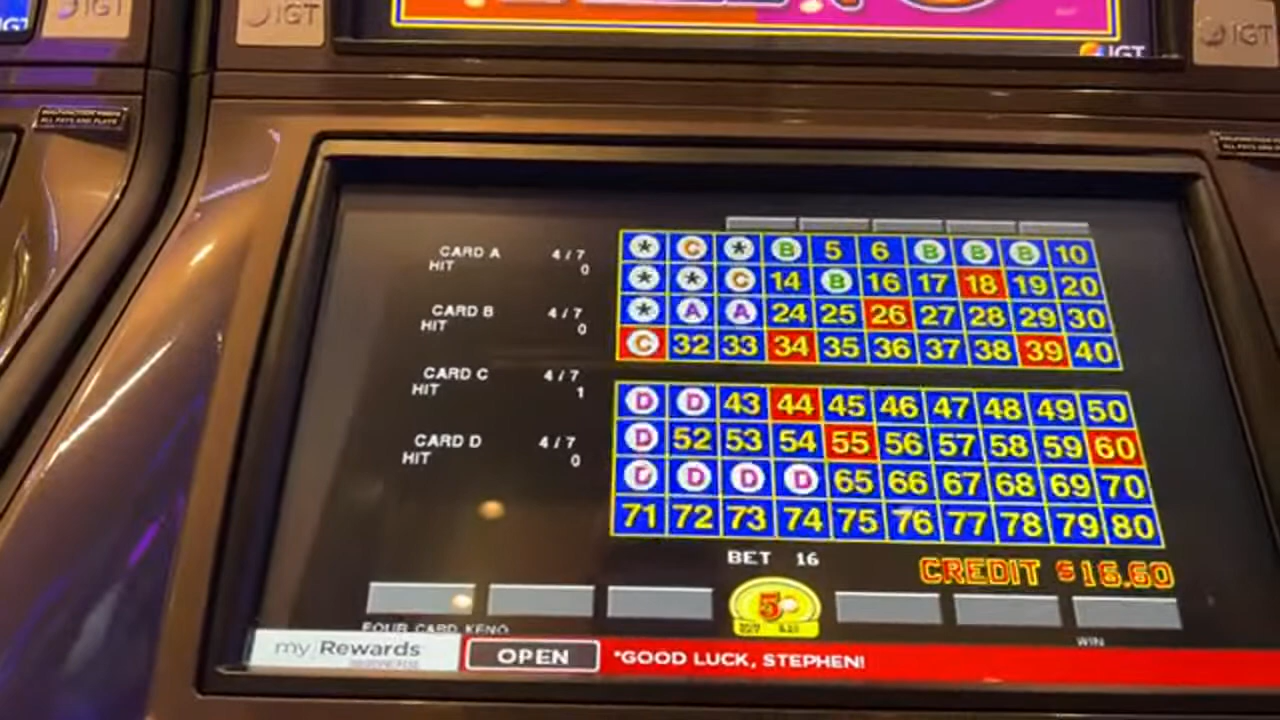 IGT
IGT
IGT
IGT
CARD A 4/7
HIT 0
CARD B 4/7
HIT 0
CARD C 4/7
HIT 1
CARD D 4/7
HIT 0
* C * B 5 6 B B B 10
* * C 14 B 16 17 18 19 20
* A A 24 25 26 27 28 29 30
C 32 33 34 35 36 37 38 39 40
D D 43 44 45 46 47 48 49 50
D 52 53 54 55 56 57 58 59 60
D D D D 65 66 67 68 69 70
71 72 73 74 75 76 77 78 79 80
BET 16
CREDIT $16.60
5
FOUR CARD KENO
WIN
my Rewards
OPEN
*GOOD LUCK, STEPHEN!